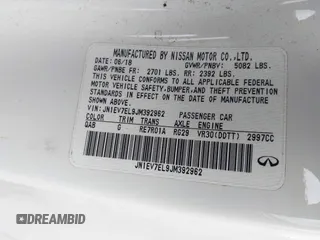 MANUFACTURED BY NISSAN MOTOR CO.,LTD.
DATE 06/18 GVWR/PNBV: 5082 LBS.
GAWR/PNBE FR: 2701 LBS. RR: 2392 LBS.
THIS VEHICLE CONFORMS TO ALL APPLICABLE
FEDERAL MOTOR VEHICLE SAFETY,
BUMPER, AND THEFT PREVENTION
STANDARDS IN EFFECT ON THE DATE OF
MANUFACTURE SHOWN ABOVE.
(V)JN1EV7EL9JM392962 PASSENGER CAR
COLOR TRIM TRANS AXLE ENGINE
QAB G RE7R01A RG29 VR30(DDTT) 2997CC
JN1EV7EL9JM392962
INFINITI
DEALERSHIP.COM